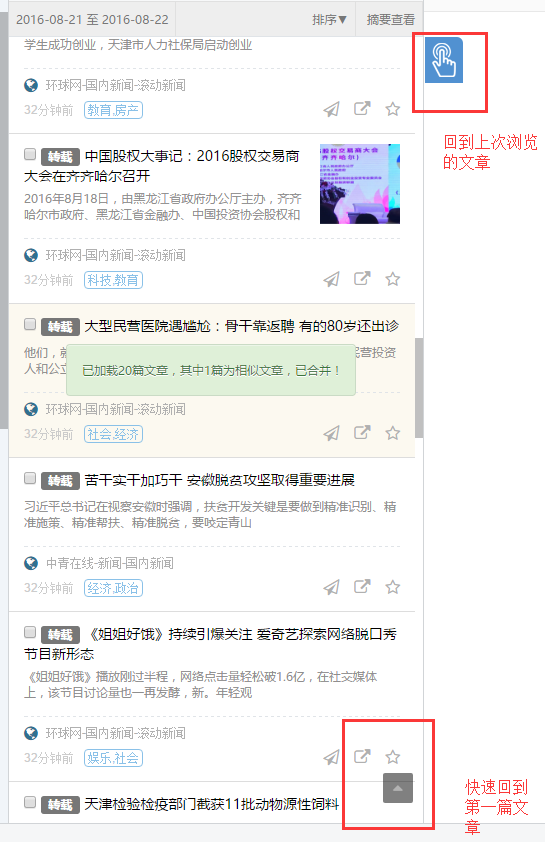 2016-08-21 至 2016-08-22 排序▼ 摘要查看
学生成功创业，天津市人力社保局启动创业
环球网-国内新闻-滚动新闻
32分钟前 教育,房产
回到上次浏览
的文章
转载 中国股权大事记：2016股权交易商
大会在齐齐哈尔召开
股权交易商大会
齐齐哈尔）
2016年8月18日，由黑龙江省政府办公厅主办，齐齐
哈尔市政府、黑龙江省金融办、中国投资协会股权和
环球网-国内新闻-滚动新闻
32分钟前 科技,教育
转载 大型民营医院遇尴尬：骨干靠返聘 有的80岁还出诊
他们，
民营投资
人和公立
已加载20篇文章，其中1篇为相似文章，已合并！
环球网-国内新闻-滚动新闻
32分钟前 社会,经济
转载 苦干实干加巧干 安徽脱贫攻坚取得重要进展
习近平总书记在视察安徽时强调，扶贫开发关键是要做到精准识别、精
准施策、精准帮扶、精准脱贫，要咬定青山
中青在线-新闻-国内新闻
32分钟前 经济,政治
转载 《姐姐好饿》持续引爆关注 爱奇艺探索网络脱口秀
节目新形态
《姐姐好饿》播刚过半程，网络点击量轻松破1.6亿，在社交媒体
上，该节目讨论量也一再发酵，新。年轻观
环球网-国内新闻-滚动新闻
32分钟前 娱乐,社会
快速回到
第一篇文
章
转载 天津检验检疫部门截获11批动物源性饲料